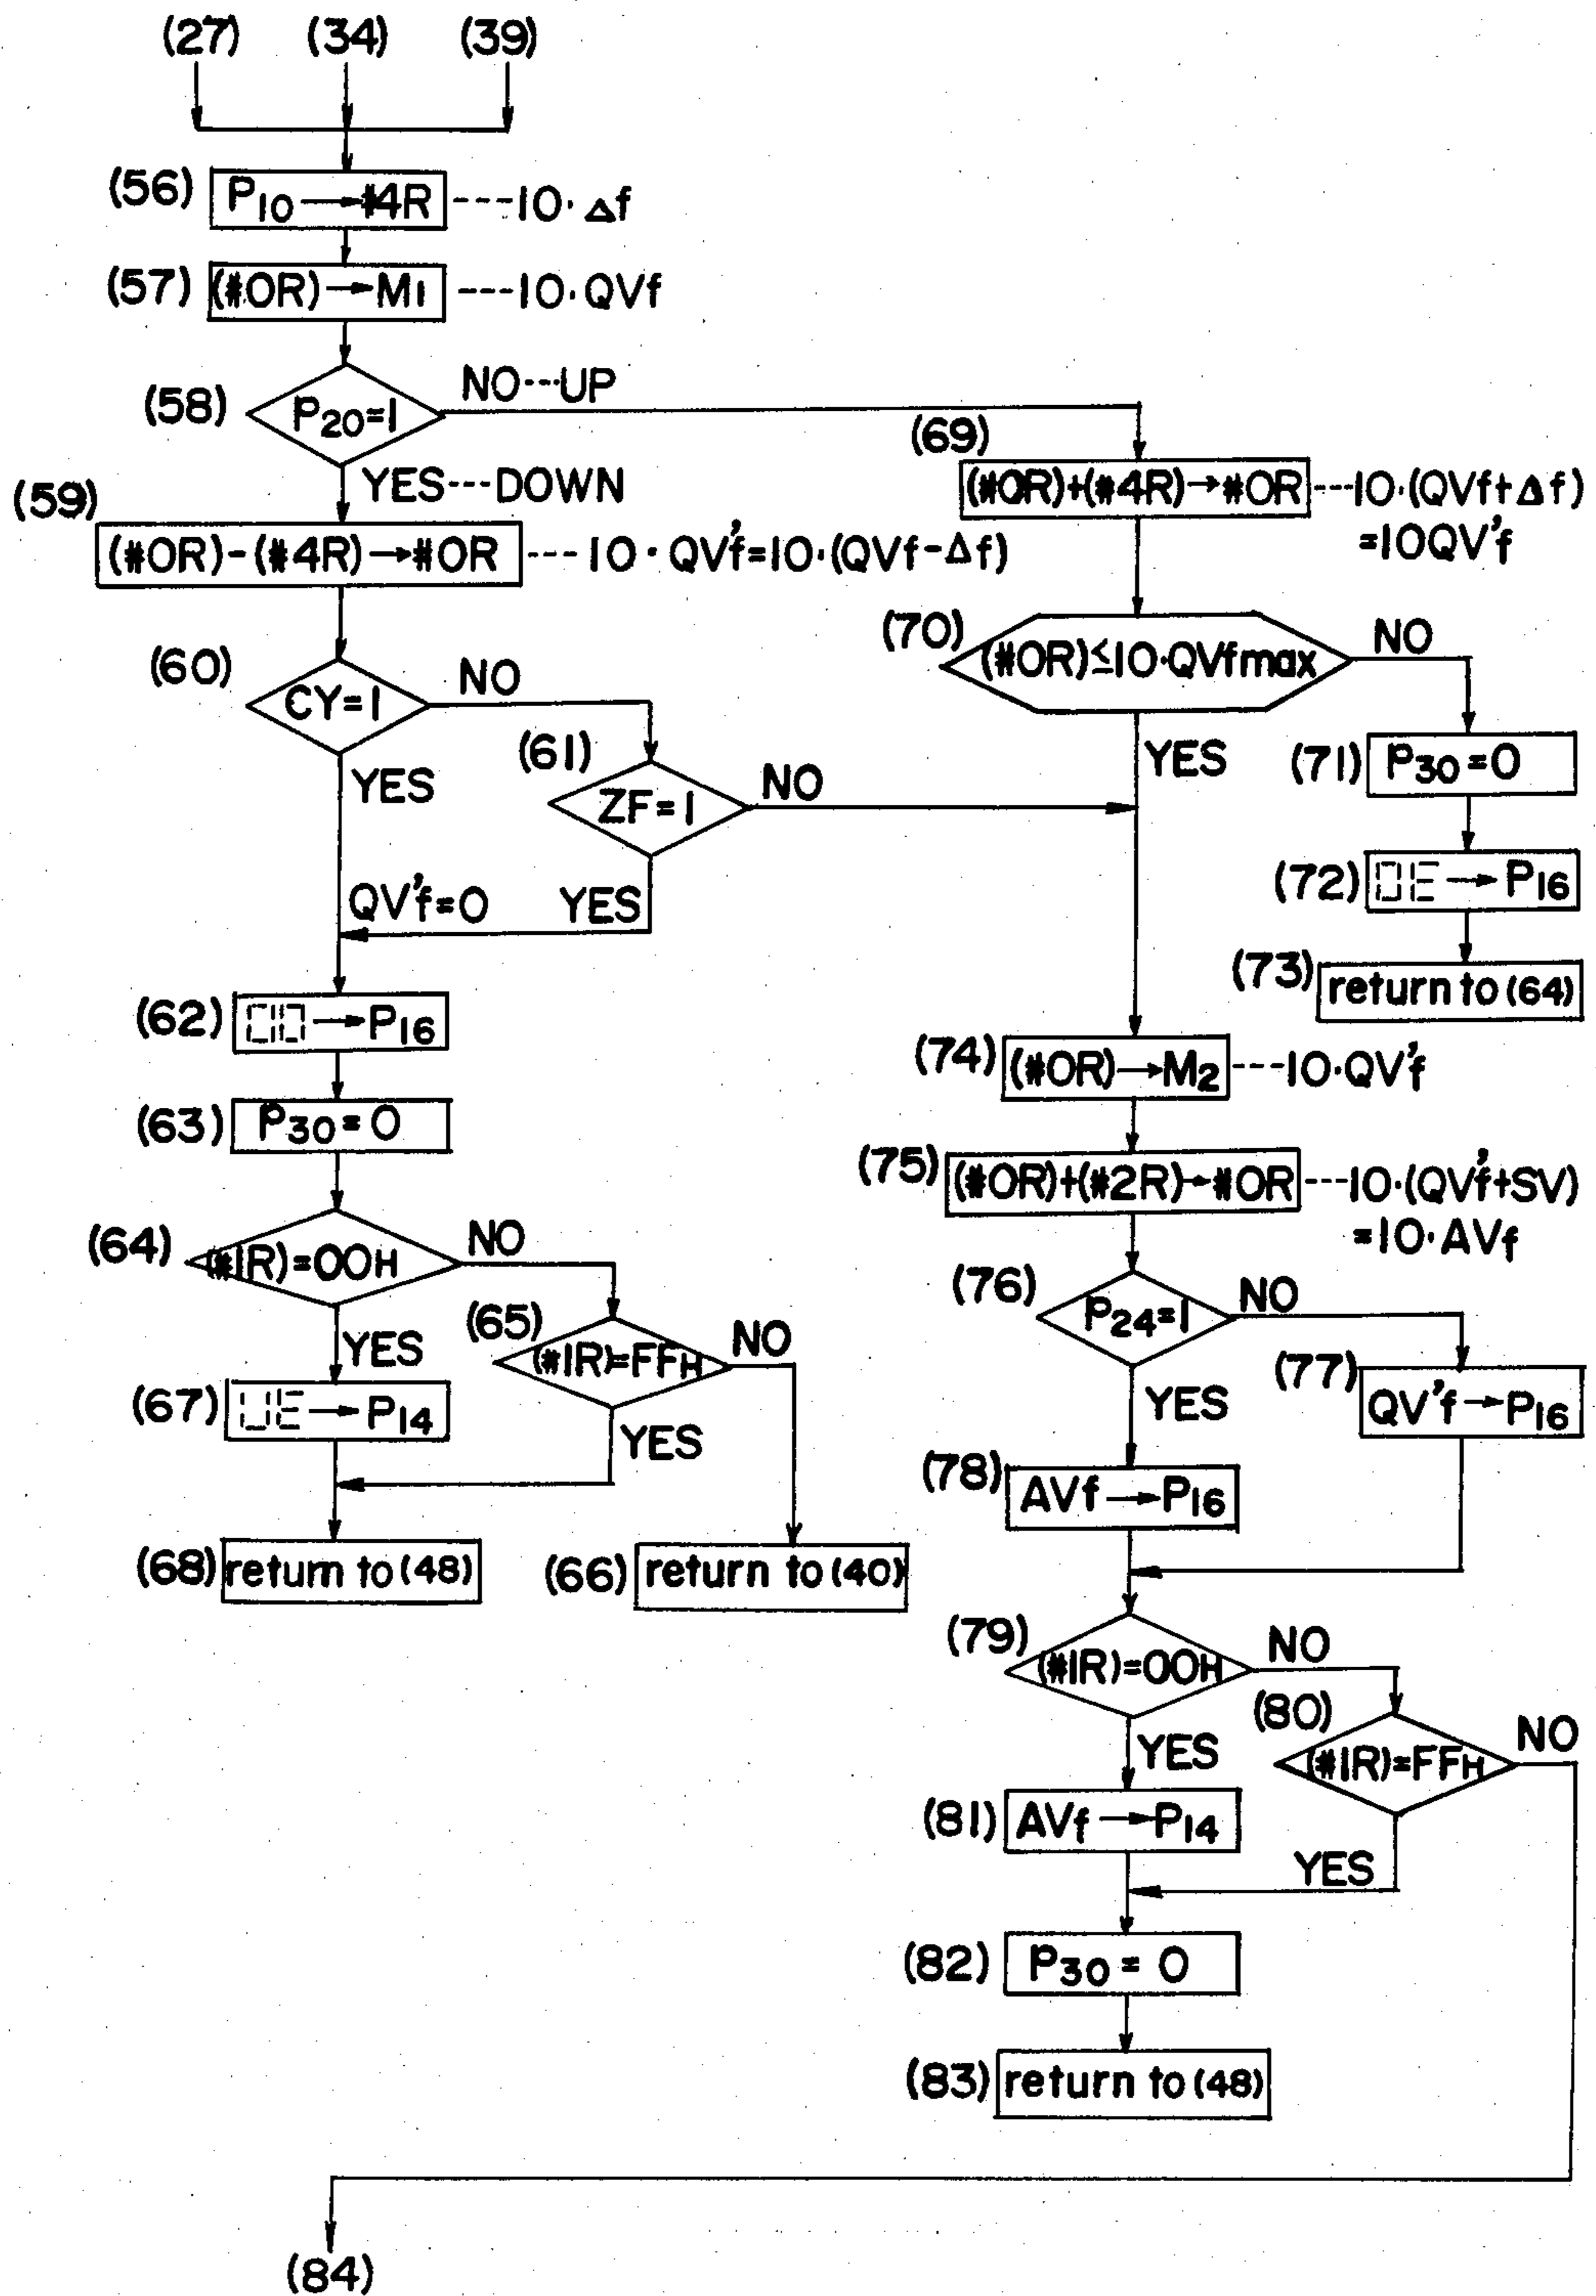 (27) (34) (39)
(56) P10→#4R ---10·Δf
(57) (#0R)→M1 ---10·QVf
(58) P20=1
NO---UP
YES---DOWN
(59) (#0R)-(#4R)→#0R --- 10·QV'f=10·(QVf-Δf)
(60) CY=1
NO
YES
(61) ZF=1
NO
YES
QV'f=0
(62) →P16
(63) P30=0
(64) (#1R)=00H
NO
YES
(65) (#1R)=FFH
NO
YES
(67) UE→P14
(68) return to (48)
(66) return to (40)
(69) (#0R)+(#4R)→#0R ---10·(QVf+Δf)
=10QV'f
(70) (#0R)≦10·QVfmax
NO
YES
(71) P30=0
(72) OE→P16
(73) return to (64)
(74) (#0R)→M2 ---10·QV'f
(75) (#0R)+(#2R)→#0R ---10·(QV'f+SV)
=10·AVf
(76) P24=1
NO
YES
(77) QV'f→P16
(78) AVf→P16
(79) (#1R)=00H
NO
YES
(80) (#1R)=FFH
NO
YES
(81) AVf→P14
(82) P30=0
(83) return to (48)
(84)